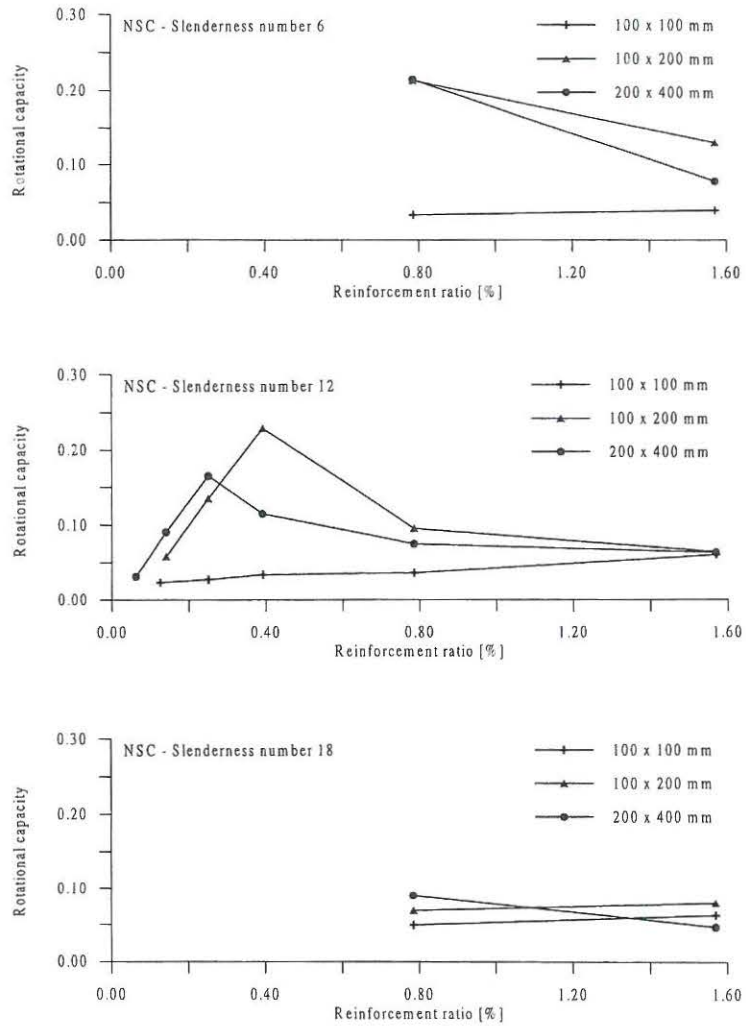 NSC - Slenderness number 6
100 x 100 mm
100 x 200 mm
200 x 400 mm
Rotational capacity
0.30
0.20
0.10
0.00
0.00 0.40 0.80 1.20 1.60
Reinforcement ratio [%]
NSC - Slenderness number 12
100 x 100 mm
100 x 200 mm
200 x 400 mm
Rotational capacity
0.30
0.20
0.10
0.00
0.00 0.40 0.80 1.20 1.60
Reinforcement ratio [%]
NSC - Slenderness number 18
100 x 100 mm
100 x 200 mm
200 x 400 mm
Rotational capacity
0.30
0.20
0.10
0.00
0.00 0.40 0.80 1.20 1.60
Reinforcement ratio [%]